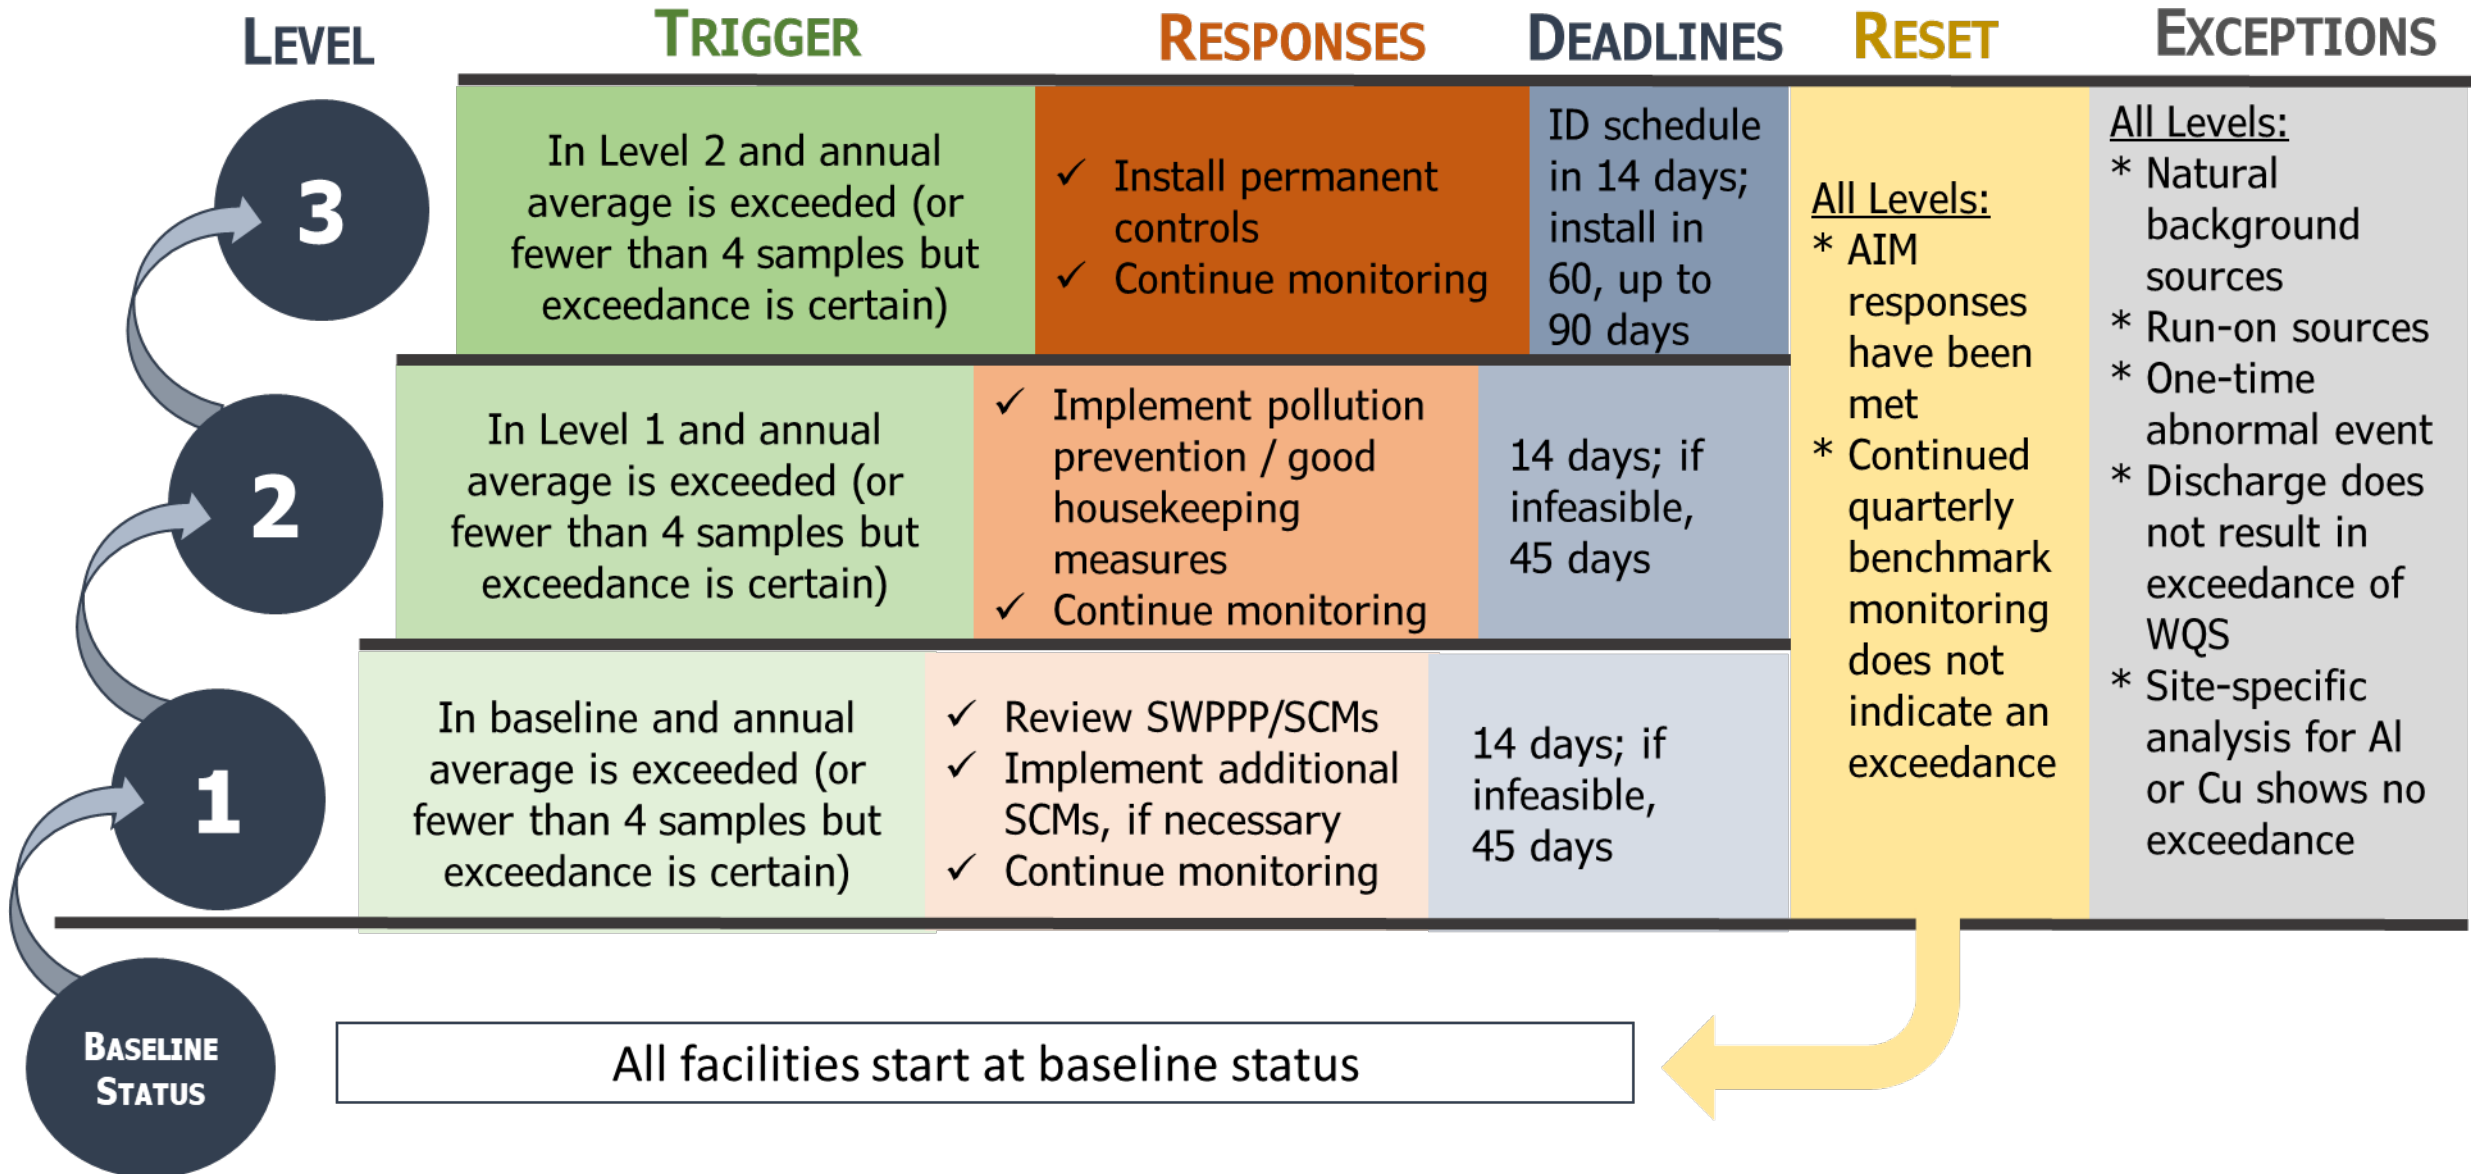 LEVEL
TRIGGER
RESPONSES
DEADLINES
RESET
EXCEPTIONS
3
In Level 2 and annual
average is exceeded (or
fewer than 4 samples but
exceedance is certain)
✓ Install permanent
controls
✓ Continue monitoring
ID schedule
in 14 days;
install in
60, up to
90 days
2
In Level 1 and annual
average is exceeded (or
fewer than 4 samples but
exceedance is certain)
✓ Implement pollution
prevention / good
housekeeping
measures
✓ Continue monitoring
14 days; if
infeasible,
45 days
1
In baseline and annual
average is exceeded (or
fewer than 4 samples but
exceedance is certain)
✓ Review SWPPP/SCMs
✓ Implement additional
SCMs, if necessary
✓ Continue monitoring
14 days; if
infeasible,
45 days
All Levels:
* AIM
responses
have been
met
* Continued
quarterly
benchmark
monitoring
does not
indicate an
exceedance
All Levels:
* Natural
background
sources
* Run-on sources
* One-time
abnormal event
* Discharge does
not result in
exceedance of
WQS
* Site-specific
analysis for Al
or Cu shows no
exceedance
BASELINE
STATUS
All facilities start at baseline status